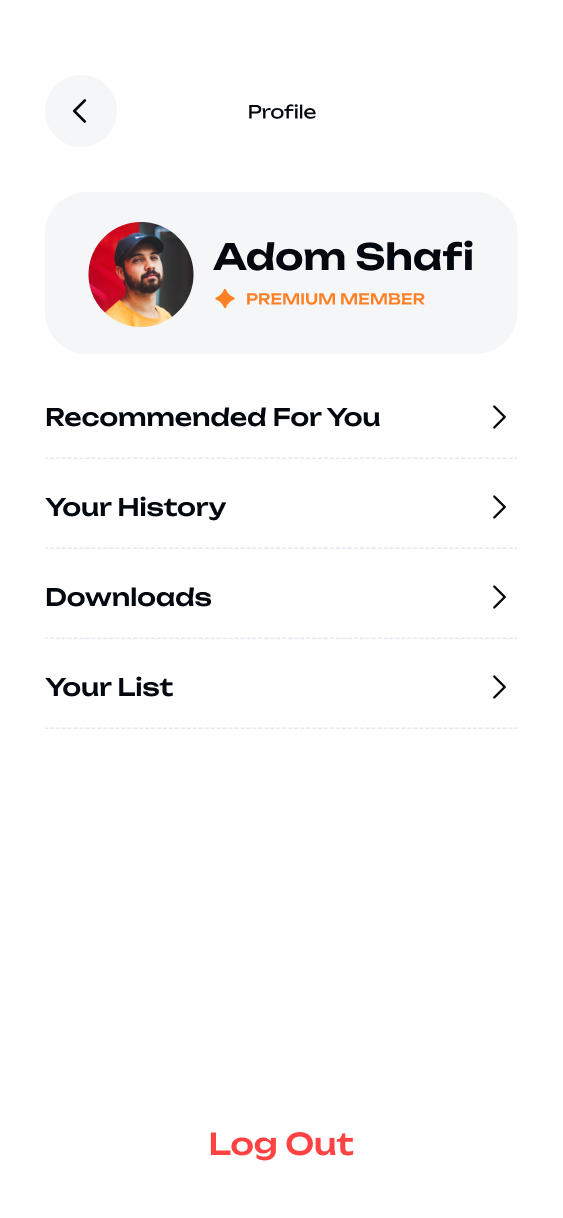 Profile
Adom Shafi
PREMIUM MEMBER
Recommended For You
Your History
Downloads
Your List
Log Out